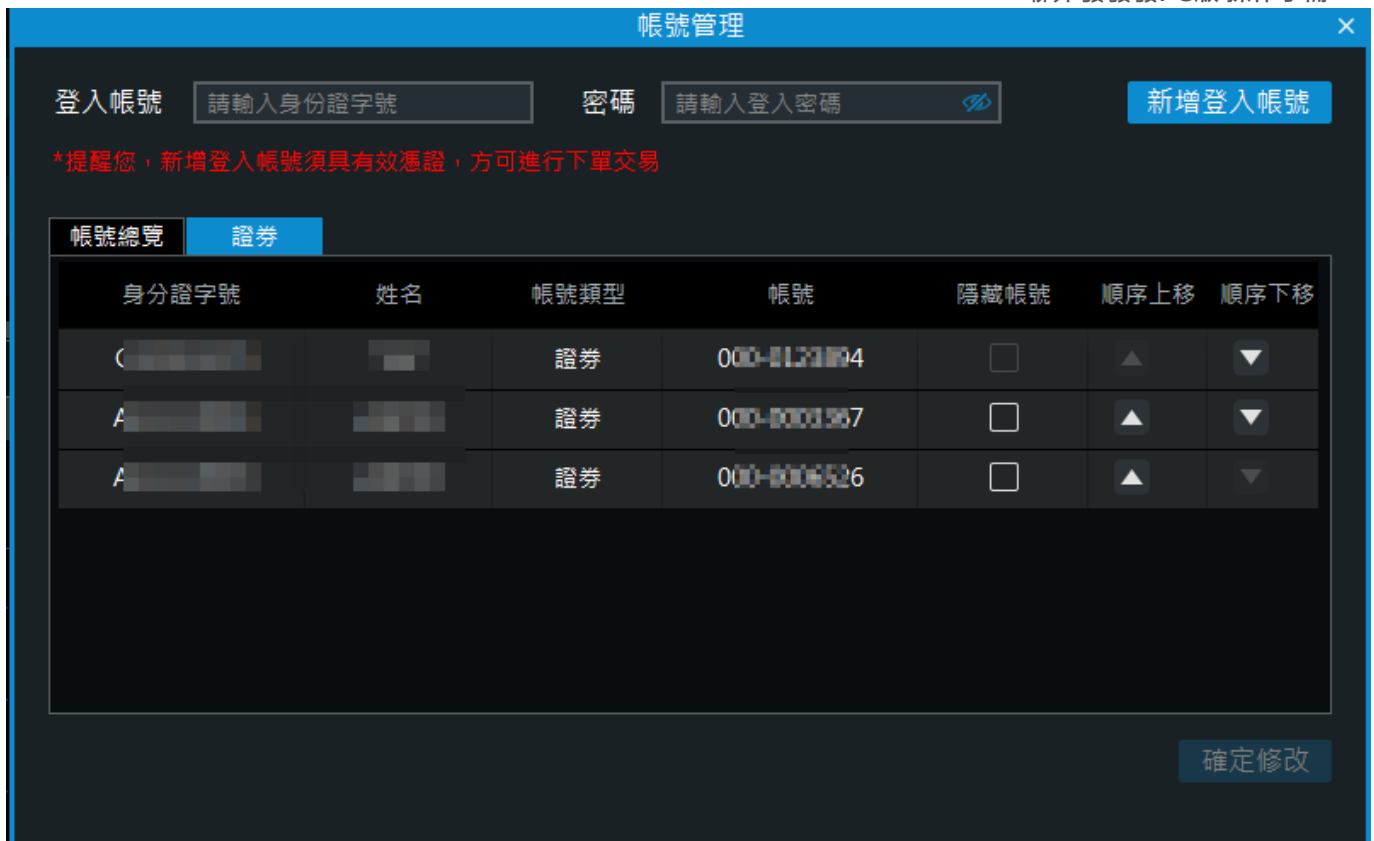 帳號管理
登入帳號 請輸入身份證字號 密碼 請輸入登入密碼 新增登入帳號
*提醒您,新增登入帳號須具有效憑證,方可進行下單交易
帳號總覽 證券
身分證字號 姓名 帳號類型 帳號 隱藏帳號 順序上移 順序下移
證券
證券
證券
確定修改